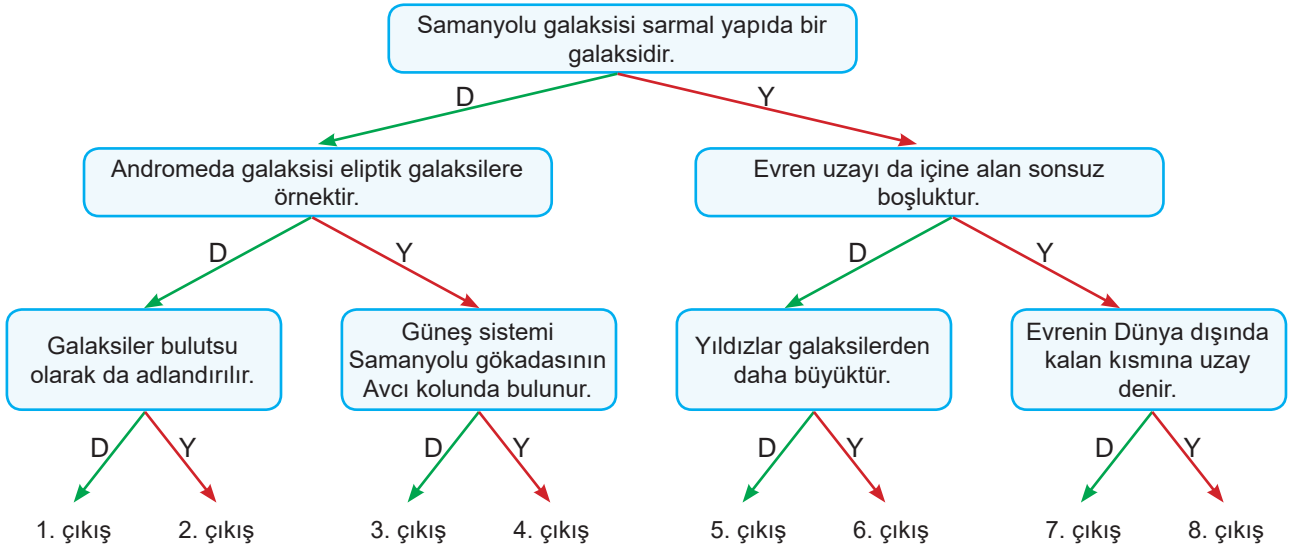 Samanyolu galaksisi sarmal yapıda bir
galaksidir.
D
Y
Andromeda galaksisi eliptik galaksilere
örnektir.
Evren uzayı da içine alan sonsuz
boşluktur.
D
Y
D
Y
Galaksiler bulutsu
olarak da adlandırılır.
Güneş sistemi
Samanyolu gökadasının
Avcı kolunda bulunur.
Yıldızlar galaksilerden
daha büyüktür.
Evrenin Dünya dışında
kalan kısmına uzay
denir.
D
Y
D
Y
D
Y
D
Y
1. çıkış
2. çıkış
3. çıkış
4. çıkış
5. çıkış
6. çıkış
7. çıkış
8. çıkış